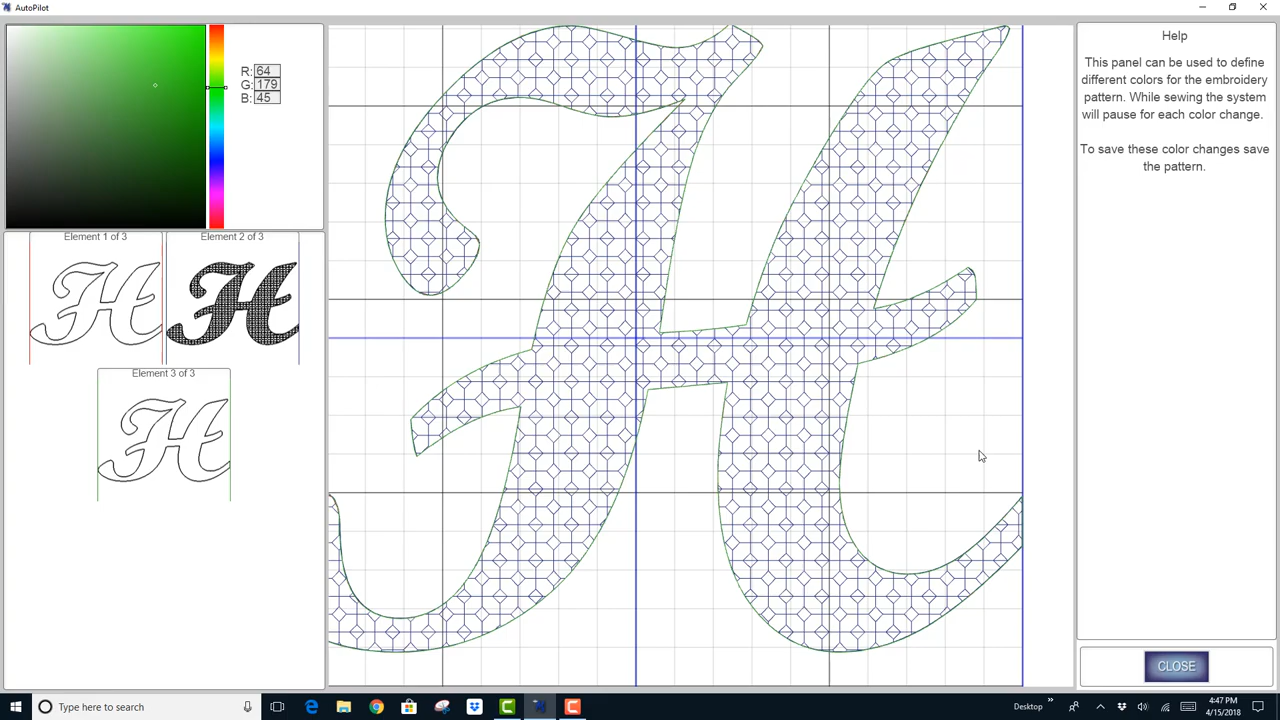 AutoPilot
R: 64
G: 179
B: 45
Element 1 of 3
Element 2 of 3
Element 3 of 3
H
Help
This panel can be used to define
different colors for the embroidery
pattern. While sewing the system
will pause for each color change.
To save these color changes save
the pattern.
CLOSE
Type here to search
Desktop
4:47 PM
4/15/2018